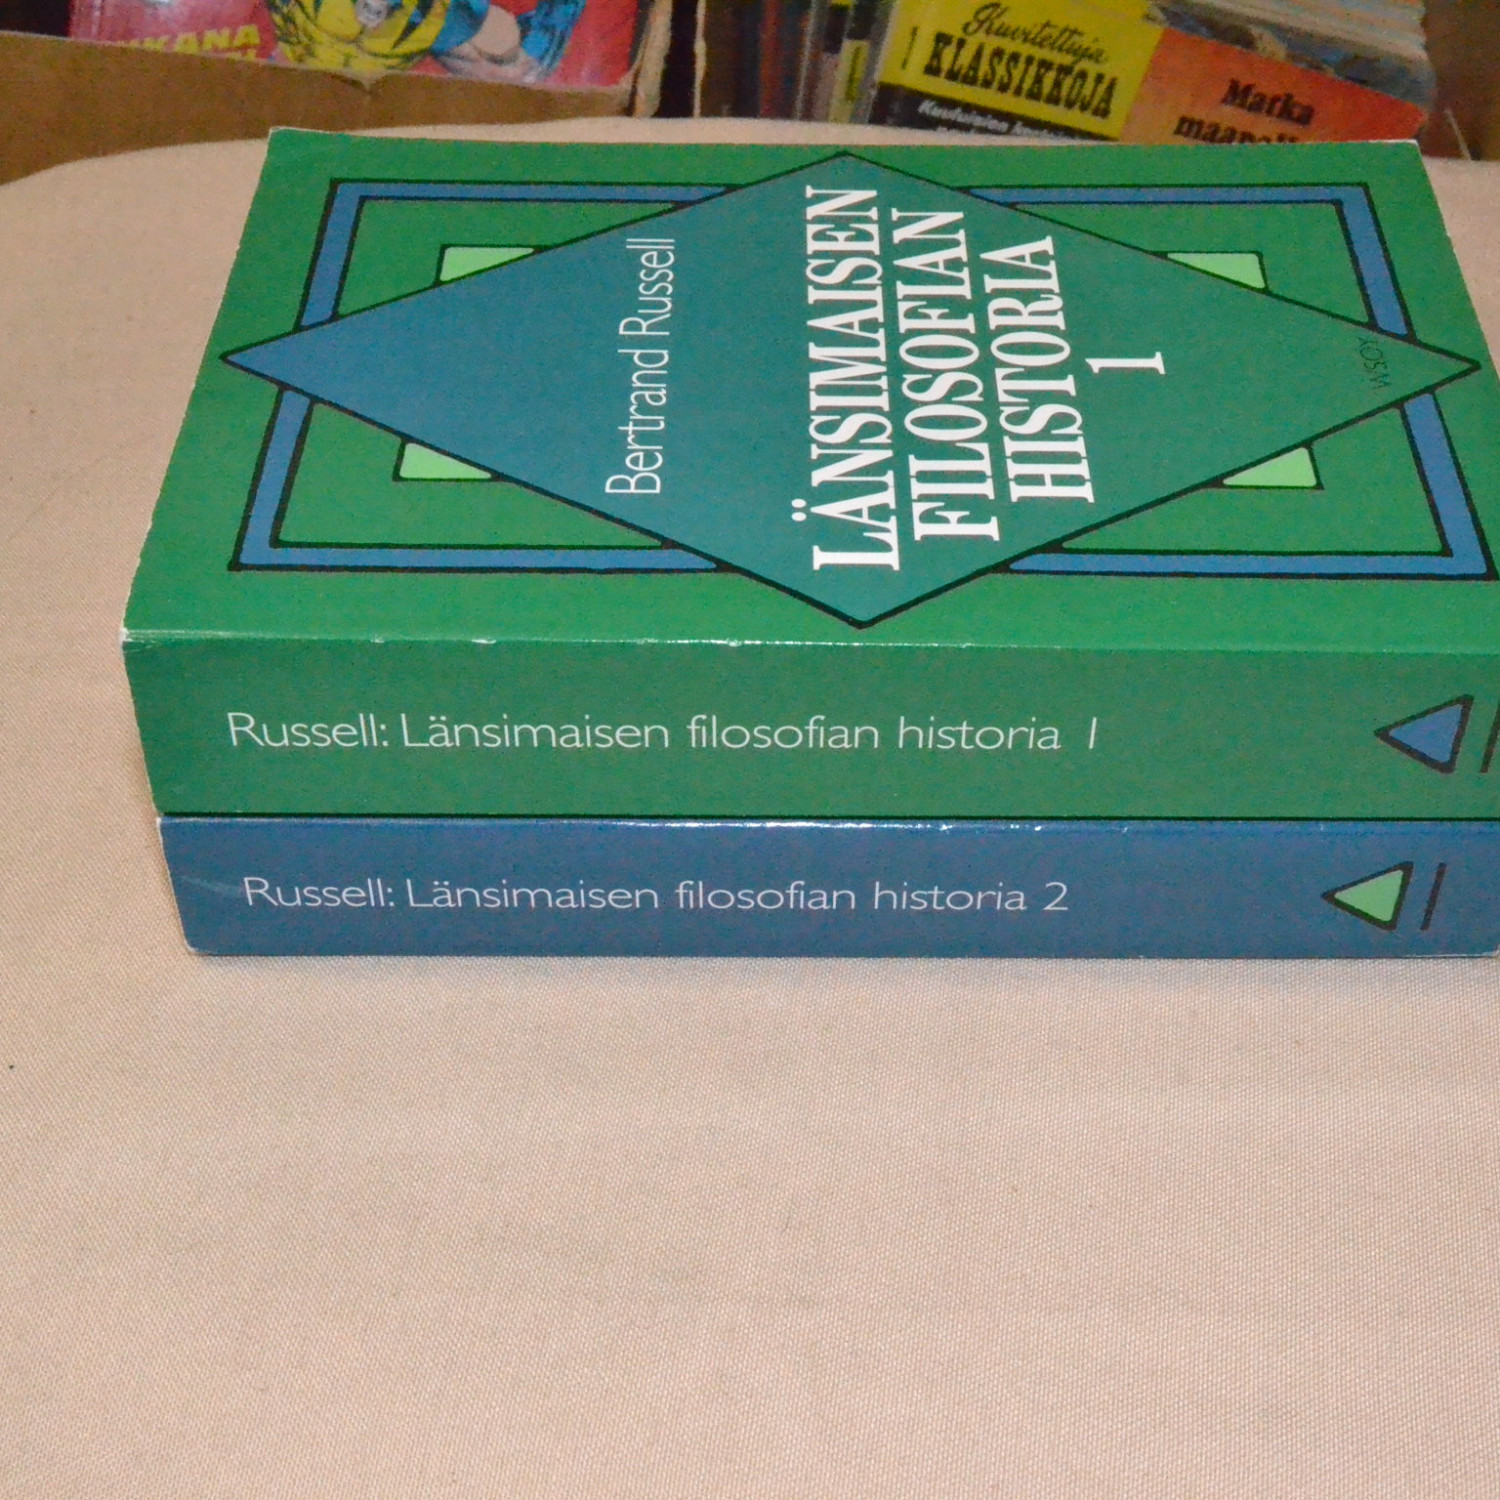 Kuvitettuja
KLASSIKKOJA
Matka
Bertrand Russell
LÄNSIMAISEN
FILOSOFIAN
HISTORIA
1
WSOY
Russell: Länsimaisen filosofian historia 1
Russell: Länsimaisen filosofian historia 2